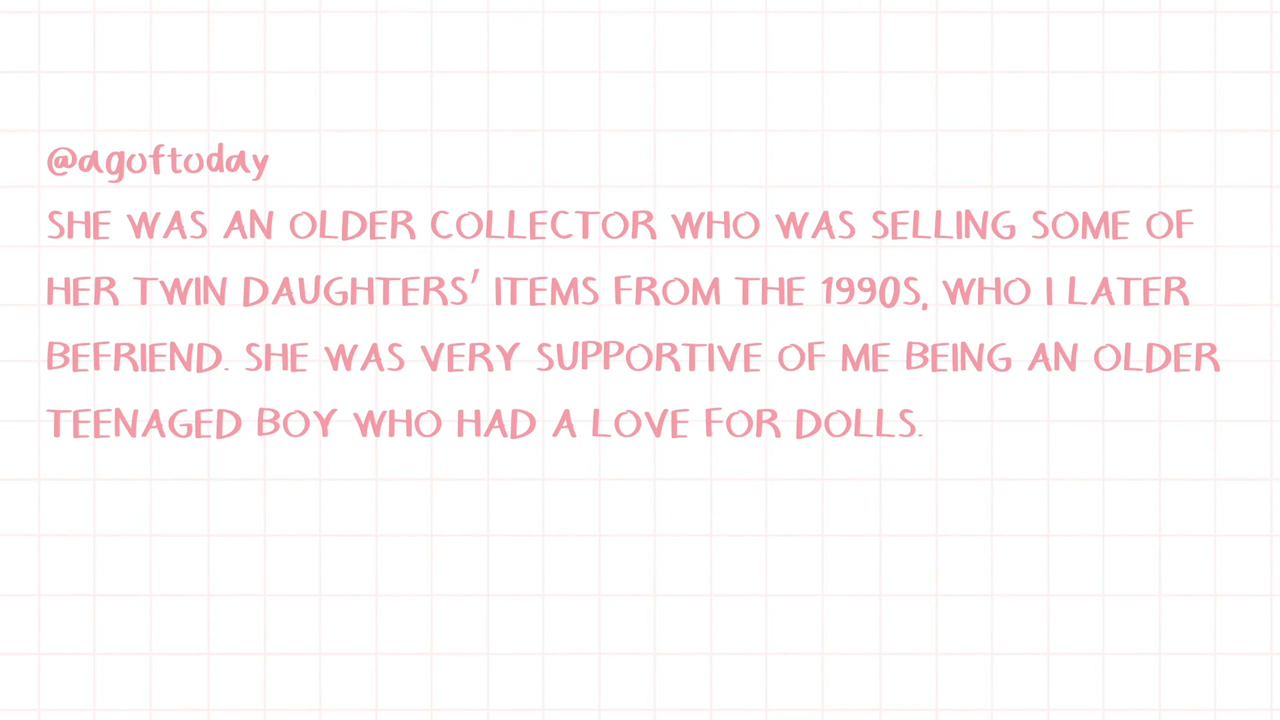 @agoftoday
SHE WAS AN OLDER COLLECTOR WHO WAS SELLING SOME OF
HER TWIN DAUGHTERS' ITEMS FROM THE 1990S, WHO I LATER
BEFRIEND. SHE WAS VERY SUPPORTIVE OF ME BEING AN OLDER
TEENAGED BOY WHO HAD A LOVE FOR DOLLS.